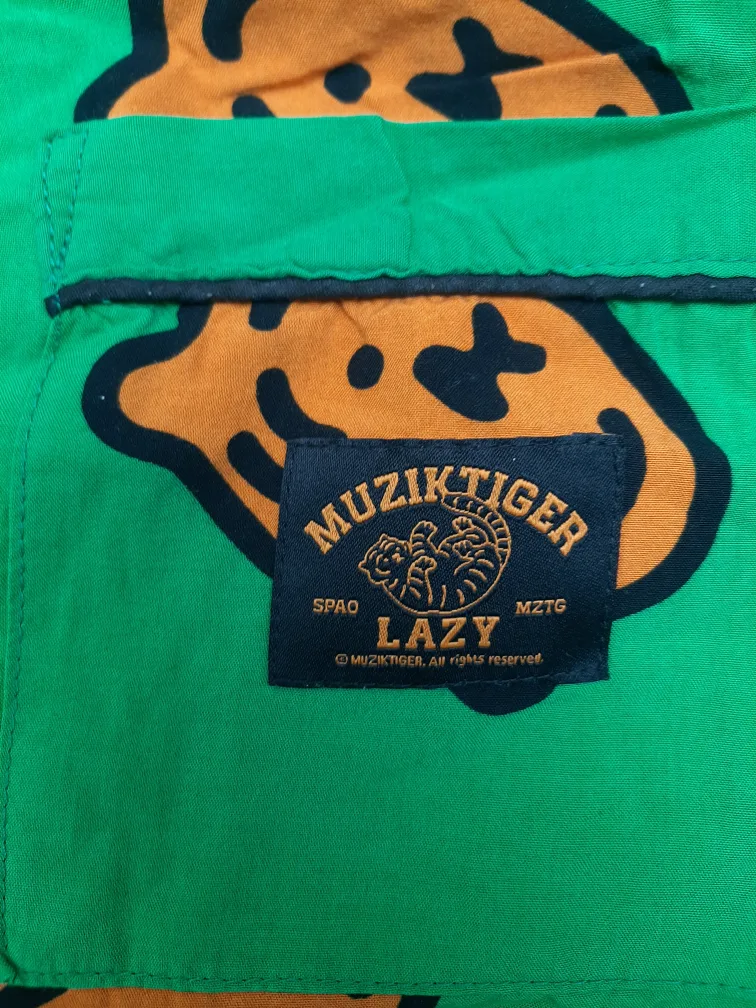 MUZIKTIGER
SPAO MZTG
LAZY
© MUZIKTIGER. All rights reserved.